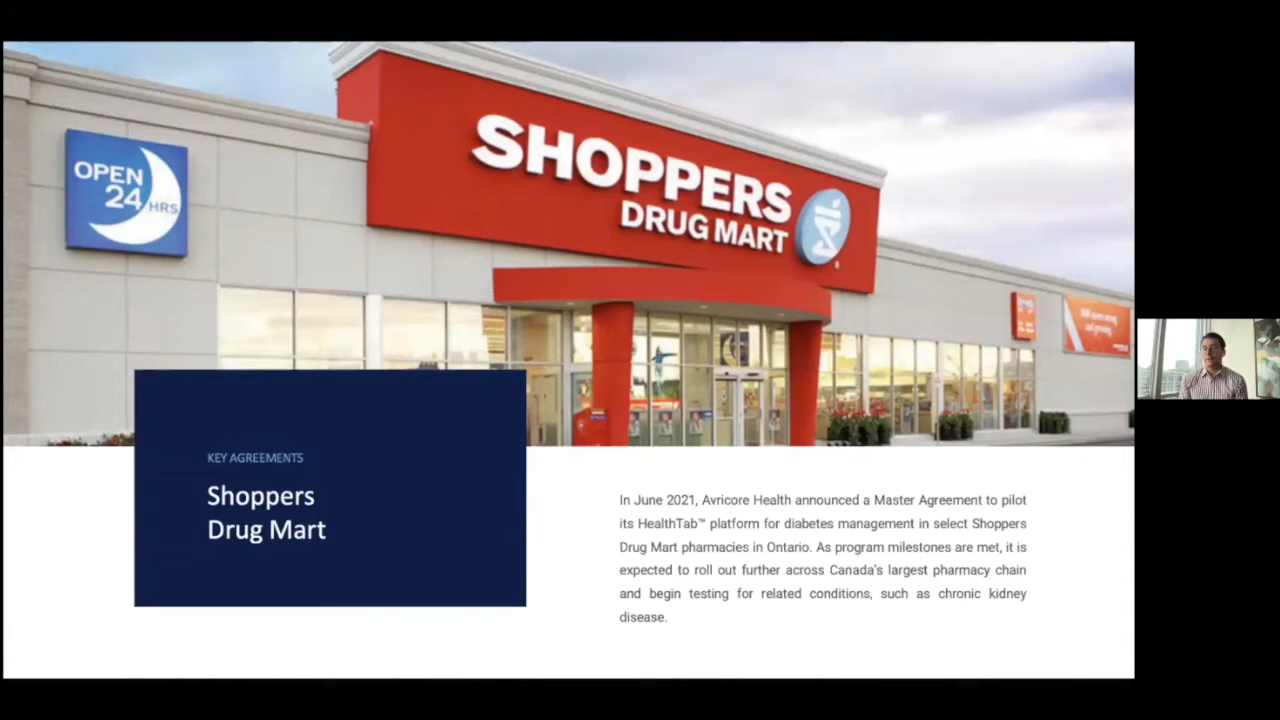 OPEN
24 HRS
SHOPPERS
DRUG MART
KEY AGREEMENTS
Shoppers
Drug Mart
In June 2021, Avricore Health announced a Master Agreement to pilot
its HealthTab™ platform for diabetes management in select Shoppers
Drug Mart pharmacies in Ontario. As program milestones are met, it is
expected to roll out further across Canada's largest pharmacy chain
and begin testing for related conditions, such as chronic kidney
disease.